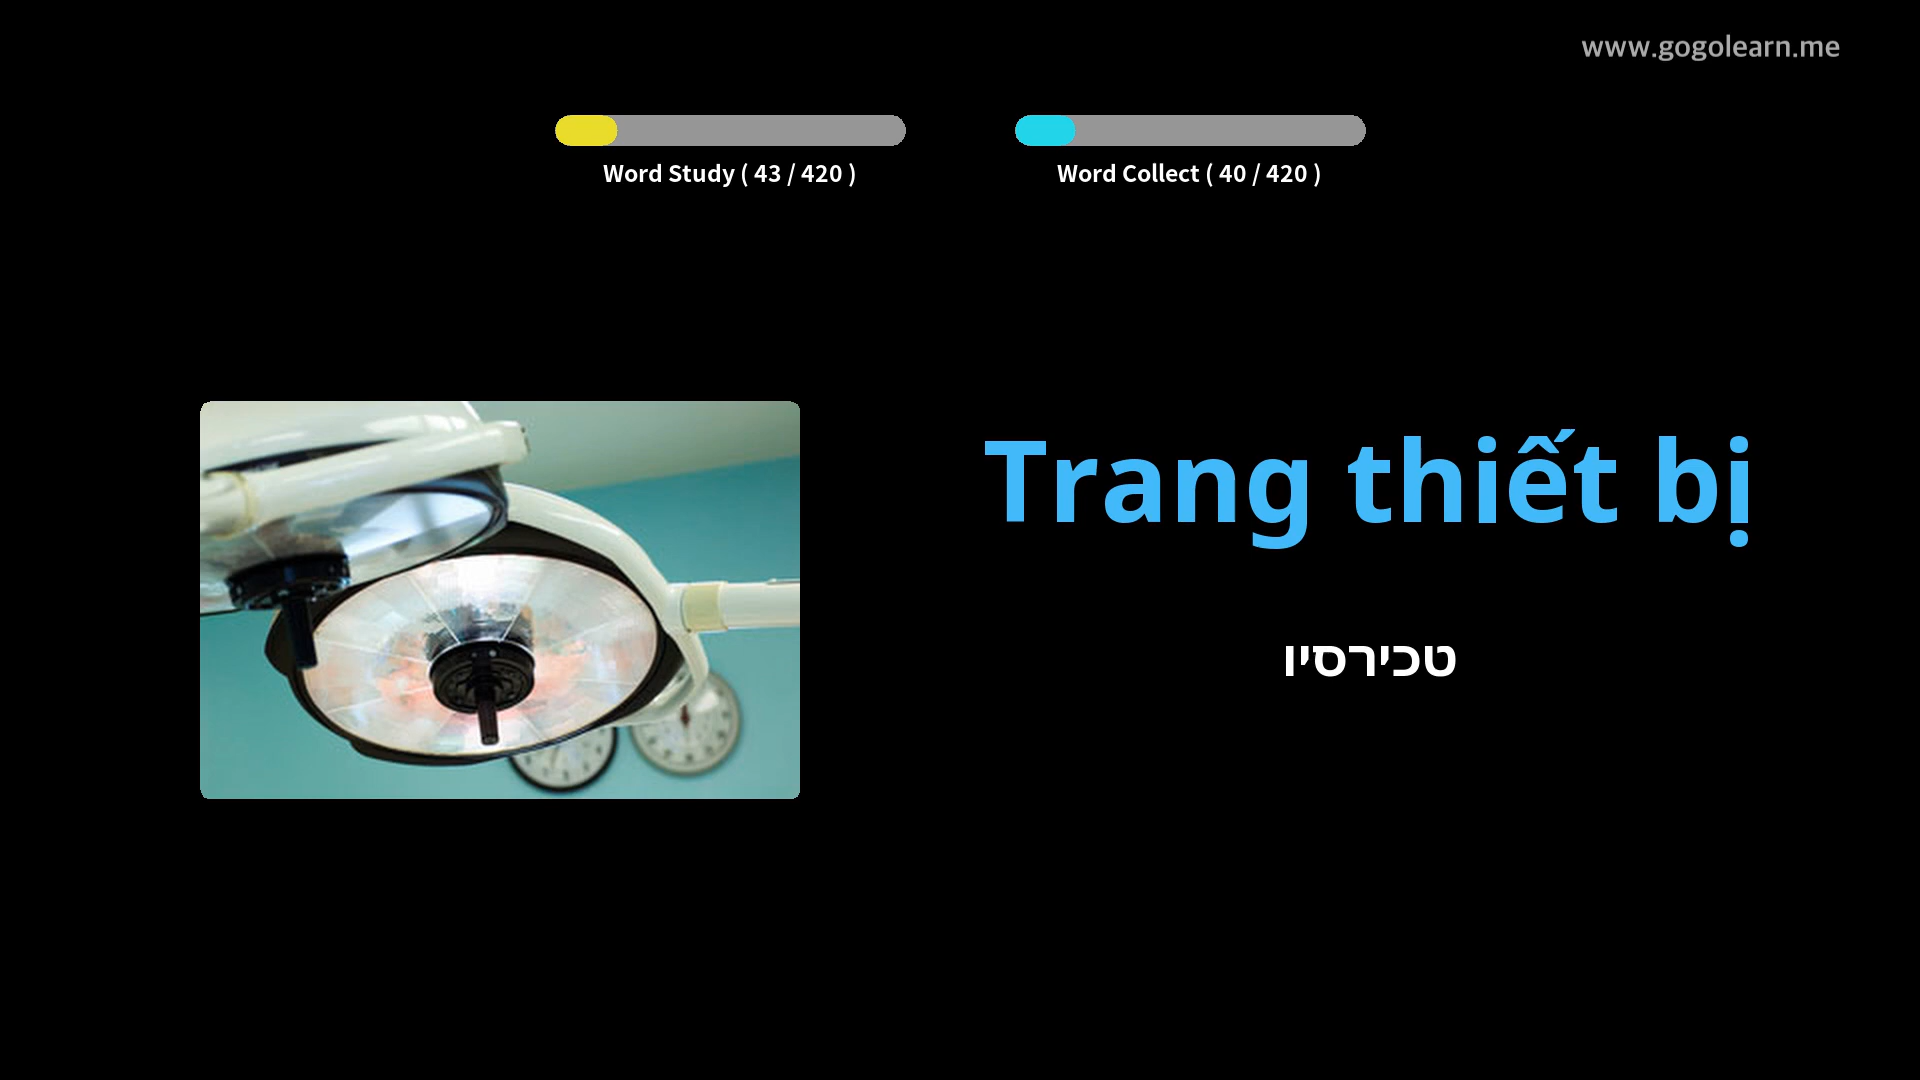 www.gogolearn.me
Word Study ( 43 / 420 )
Word Collect ( 40 / 420 )
Trang thiết bị
טכירסיו